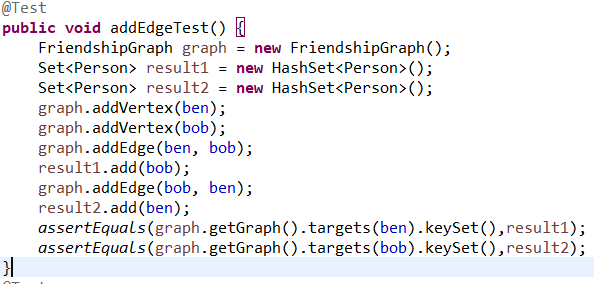 @Test
public void addEdgeTest() {
    FriendshipGraph graph = new FriendshipGraph();
    Set<Person> result1 = new HashSet<Person>();
    Set<Person> result2 = new HashSet<Person>();
    graph.addVertex(ben);
    graph.addVertex(bob);
    graph.addEdge(ben, bob);
    result1.add(bob);
    graph.addEdge(bob, ben);
    result2.add(ben);
    assertEquals(graph.getGraph().targets(ben).keySet(),result1);
    assertEquals(graph.getGraph().targets(bob).keySet(),result2);
}